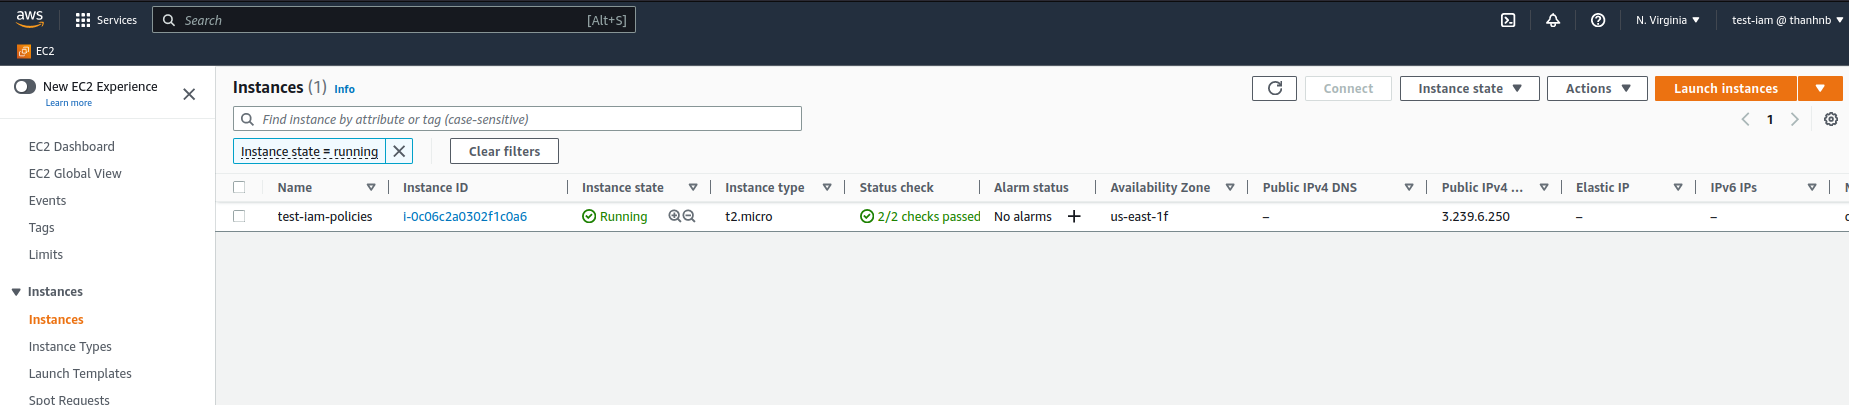 aws Services Search [Alt+S] N. Virginia test-iam @ thanhnb
EC2
New EC2 Experience
Learn more
EC2 Dashboard
EC2 Global View
Events
Tags
Limits
Instances
Instances
Instance Types
Launch Templates
Spot Requests
Instances (1) Info
Connect Instance state Actions Launch instances
Find instance by attribute or tag (case-sensitive)
1
Instance state = running Clear filters
Name Instance ID Instance state Instance type Status check Alarm status Availability Zone Public IPv4 DNS Public IPv4 ... Elastic IP IPv6 IPs
test-iam-policies i-0c06c2a0302f1c0a6 Running t2.micro 2/2 checks passed No alarms us-east-1f – 3.239.6.250 – –